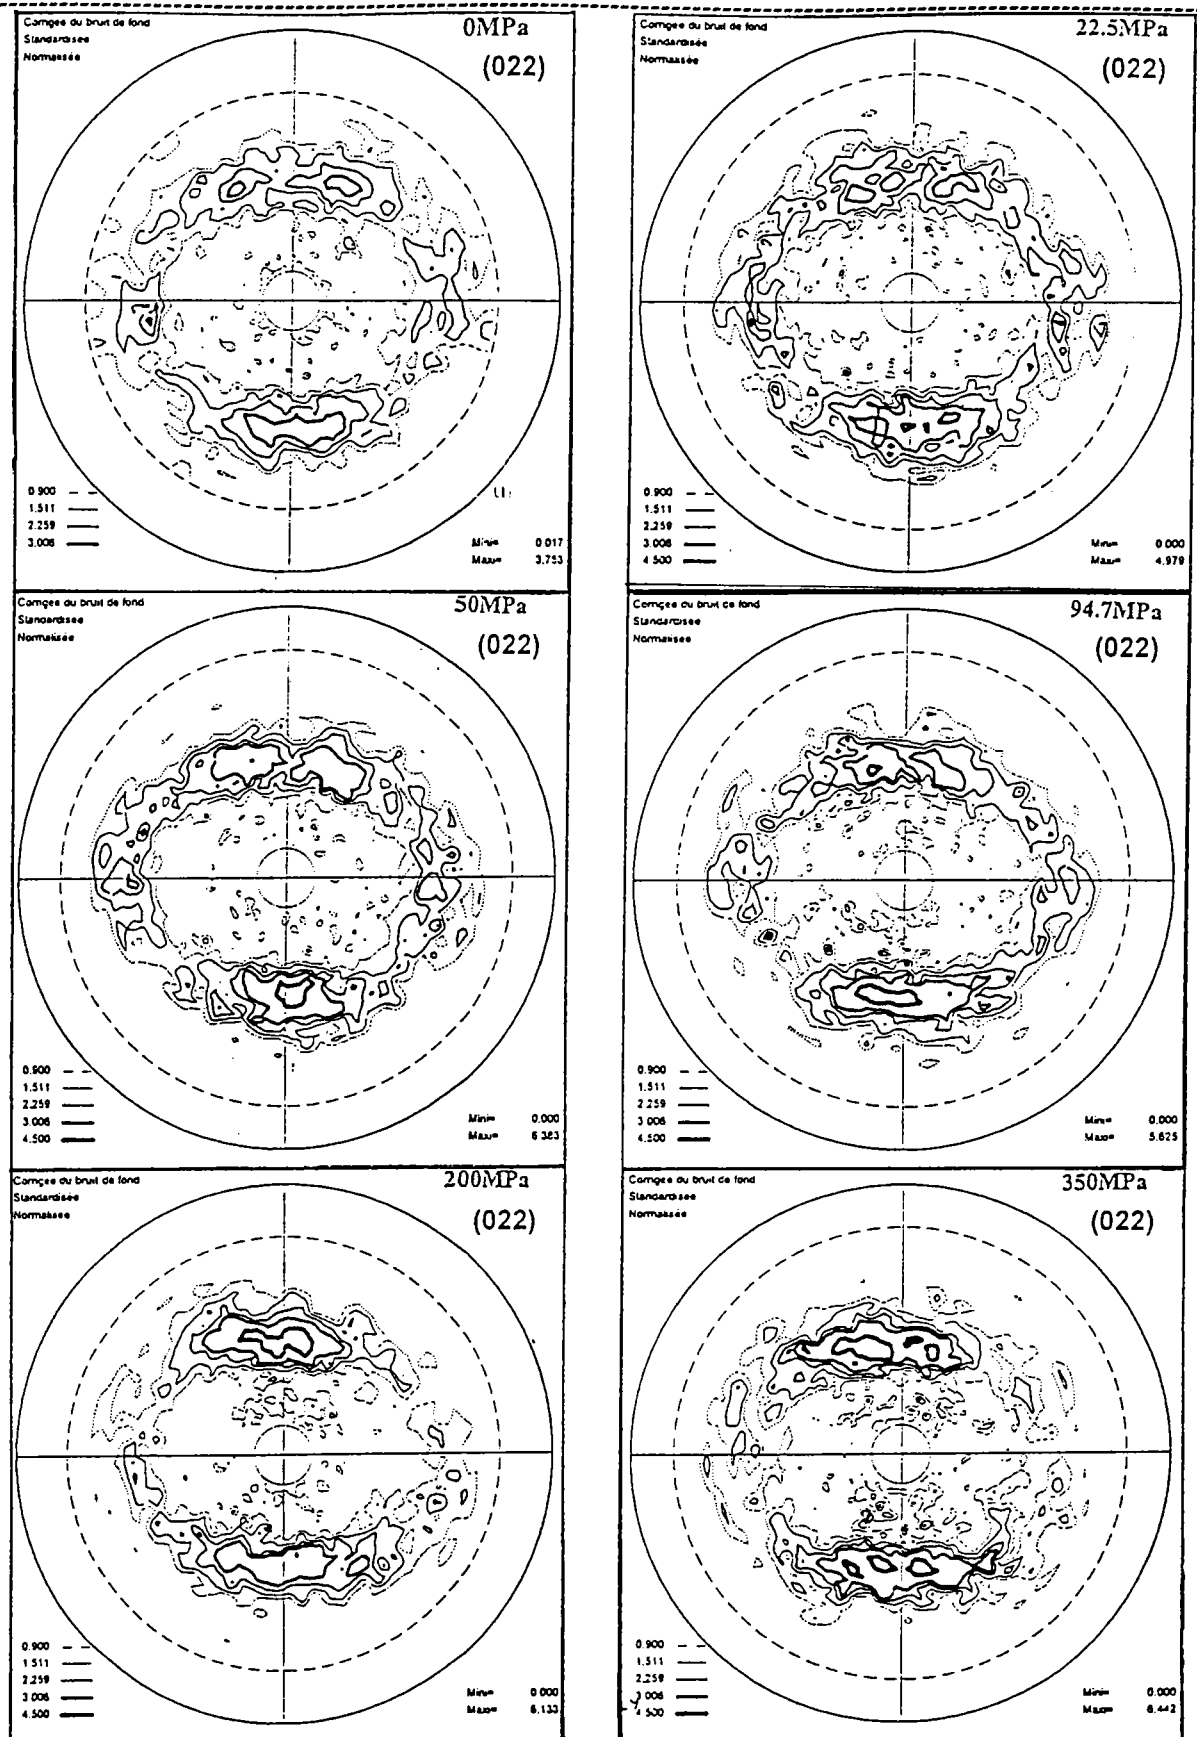 Corrigée du bruit de fond
Standardisée
Normalisée
0MPa
(022)
0.900
1.511
2.259
3.006
Mini= 0.017
Maxi= 3.753
Corrigée du bruit de fond
Standardisée
Normalisée
22.5MPa
(022)
0.900
1.511
2.259
3.006
4.500
Mini= 0.000
Maxi= 4.979
Corrigée du bruit de fond
Standardisée
Normalisée
50MPa
(022)
0.900
1.511
2.259
3.006
4.500
Mini= 0.000
Maxi= 6.383
Corrigée du bruit de fond
Standardisée
Normalisée
94.7MPa
(022)
0.900
1.511
2.259
3.006
4.500
Mini= 0.000
Maxi= 5.625
Corrigée du bruit de fond
Standardisée
Normalisée
200MPa
(022)
0.900
1.511
2.259
3.006
4.500
Mini= 0.000
Maxi=
Corrigée du bruit de fond
Standardisée
Normalisée
350MPa
(022)
0.900
1.511
2.259
3.006
4.500
Mini= 0.000
Maxi=